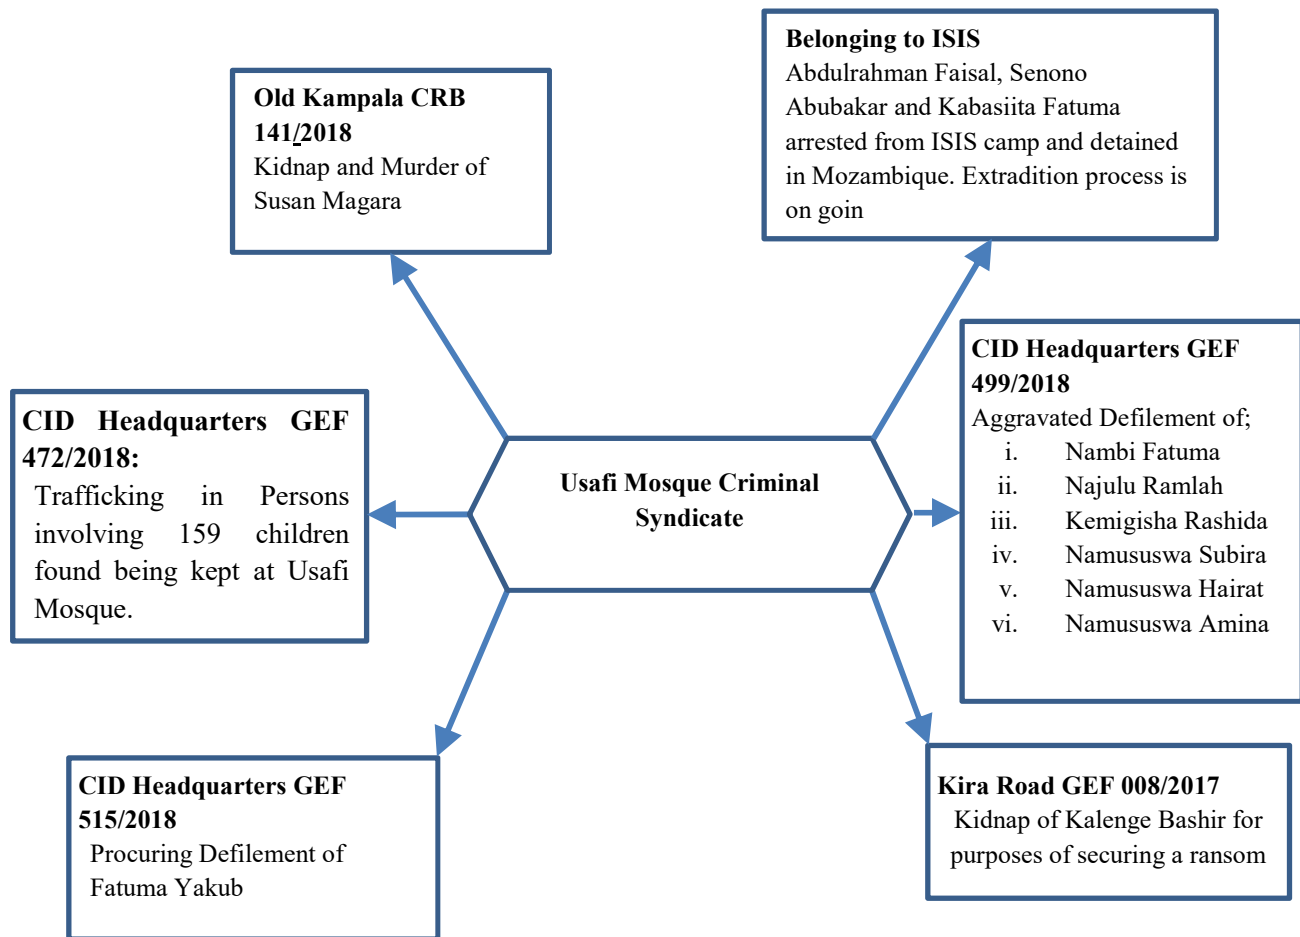 Old Kampala CRB
141/2018
Kidnap and Murder of
Susan Magara
Belonging to ISIS
Abdulrahman Faisal, Senono
Abubakar and Kabasiita Fatuma
arrested from ISIS camp and detained
in Mozambique. Extradition process is
on goin
CID Headquarters GEF
472/2018:
Trafficking in Persons
involving 159 children
found being kept at Usafi
Mosque.
Usafi Mosque Criminal
Syndicate
CID Headquarters GEF
499/2018
Aggravated Defilement of;
i. Nambi Fatuma
ii. Najulu Ramlah
iii. Kemigisha Rashida
iv. Namususwa Subira
v. Namususwa Hairat
vi. Namususwa Amina
CID Headquarters GEF
515/2018
Procuring Defilement of
Fatuma Yakub
Kira Road GEF 008/2017
Kidnap of Kalenge Bashir for
purposes of securing a ransom